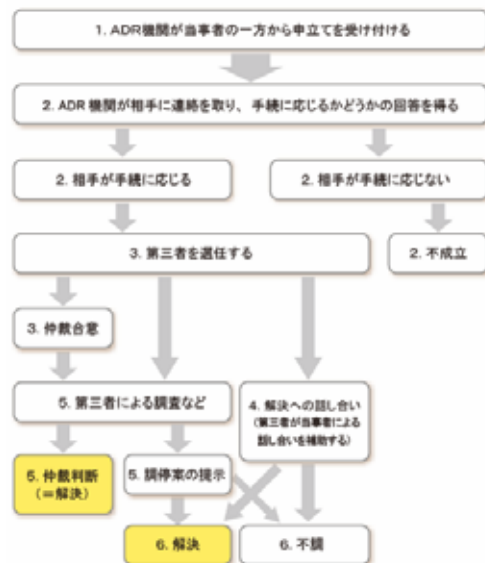 1. ADR機関が当事者の一方から申立てを受け付ける
2. ADR機関が相手に連絡を取り、手続に応じるかどうかの回答を得る
2. 相手が手続に応じる
2. 相手が手続に応じない
3. 第三者を選任する
2. 不成立
3. 仲裁合意
5. 第三者による調査など
4. 解決への話し合い
(第三者が当事者による
話し合いを補助する)
5. 仲裁判断
(=解決)
5. 調停案の提示
6. 解決
6. 不調